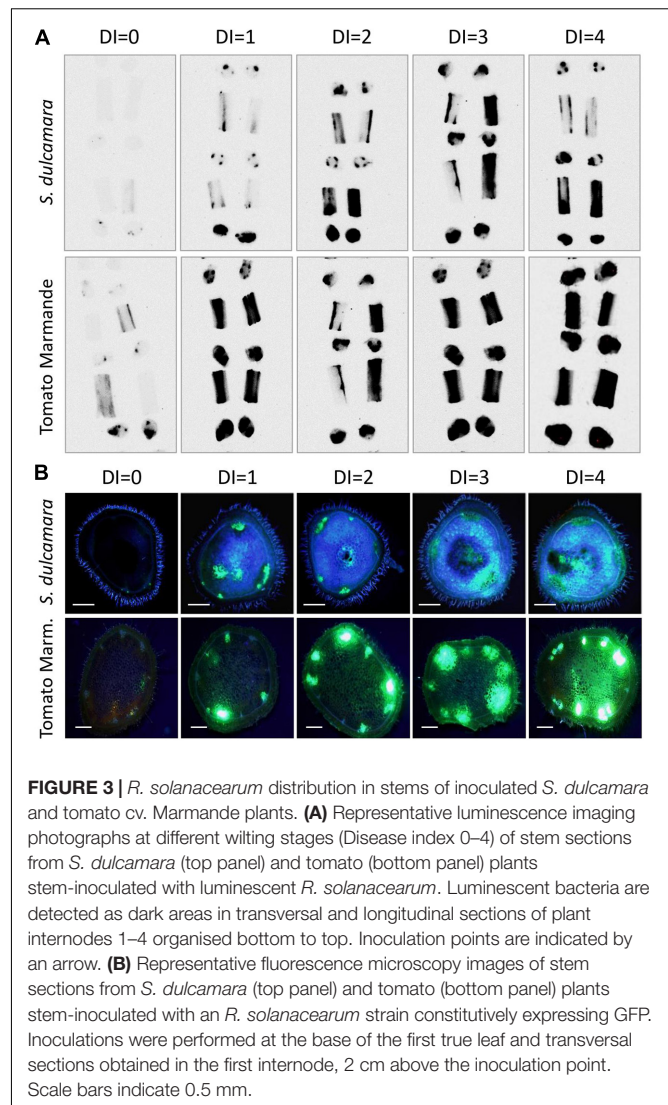 A
DI=0 DI=1 DI=2 DI=3 DI=4
S. dulcamara
Tomato Marmande
B
DI=0 DI=1 DI=2 DI=3 DI=4
S. dulcamara
Tomato Marm.
FIGURE 3 | R. solanacearum distribution in stems of inoculated S. dulcamara
and tomato cv. Marmande plants. (A) Representative luminescence imaging
photographs at different wilting stages (Disease index 0–4) of stem sections
from S. dulcamara (top panel) and tomato (bottom panel) plants
stem-inoculated with luminescent R. solanacearum. Luminescent bacteria are
detected as dark areas in transversal and longitudinal sections of plant
internodes 1–4 organised bottom to top. Inoculation points are indicated by
an arrow. (B) Representative fluorescence microscopy images of stem
sections from S. dulcamara (top panel) and tomato (bottom panel) plants
stem-inoculated with an R. solanacearum strain constitutively expressing GFP.
Inoculations were performed at the base of the first true leaf and transversal
sections obtained in the first internode, 2 cm above the inoculation point.
Scale bars indicate 0.5 mm.